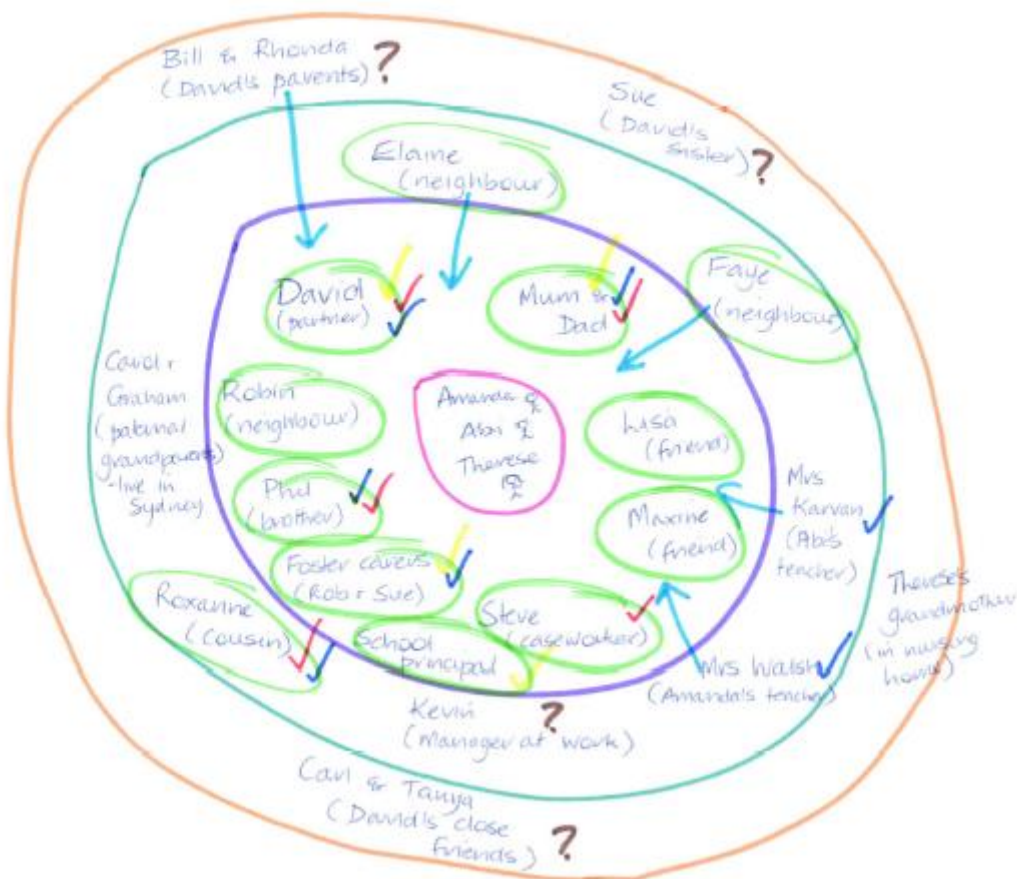 Bill & Rhonda
(David's parents) ?
Sue
(David's
sister) ?
Elaine
(neighbour)
David
(partner)
Mum &
Dad
Faye
(neighbour)
Carol +
Graham
(paternal
grandparents)
-live in
Sydney
Robin
(neighbour)
Amanda
Abi
Therese
Lisa
(friend)
Phil
(brother)
Maxine
(friend)
Mrs
Karvan
(Abi's
teacher)
Foster carers
(Rob + Sue)
Roxanne
(cousin)
School
principal
Steve
(caseworker)
Mrs Walsh
(Amanda's teacher)
Therese's
grandmother
(in nursing
home)
Kevin ?
(Manager at work)
Carl & Tanya
(David's close
friends) ?